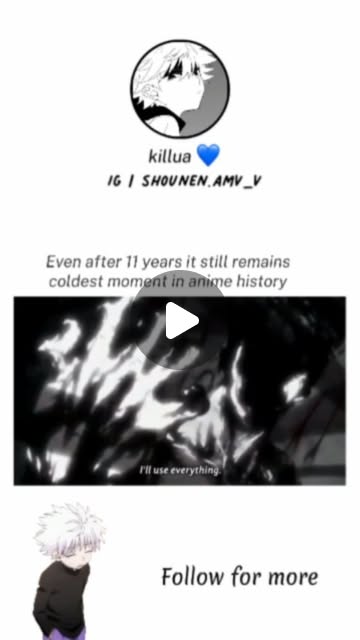 killua 💙
IG | SHOUNEN.AMV_V
Even after 11 years it still remains
coldest moment in anime history
I'll use everything.
Follow for more